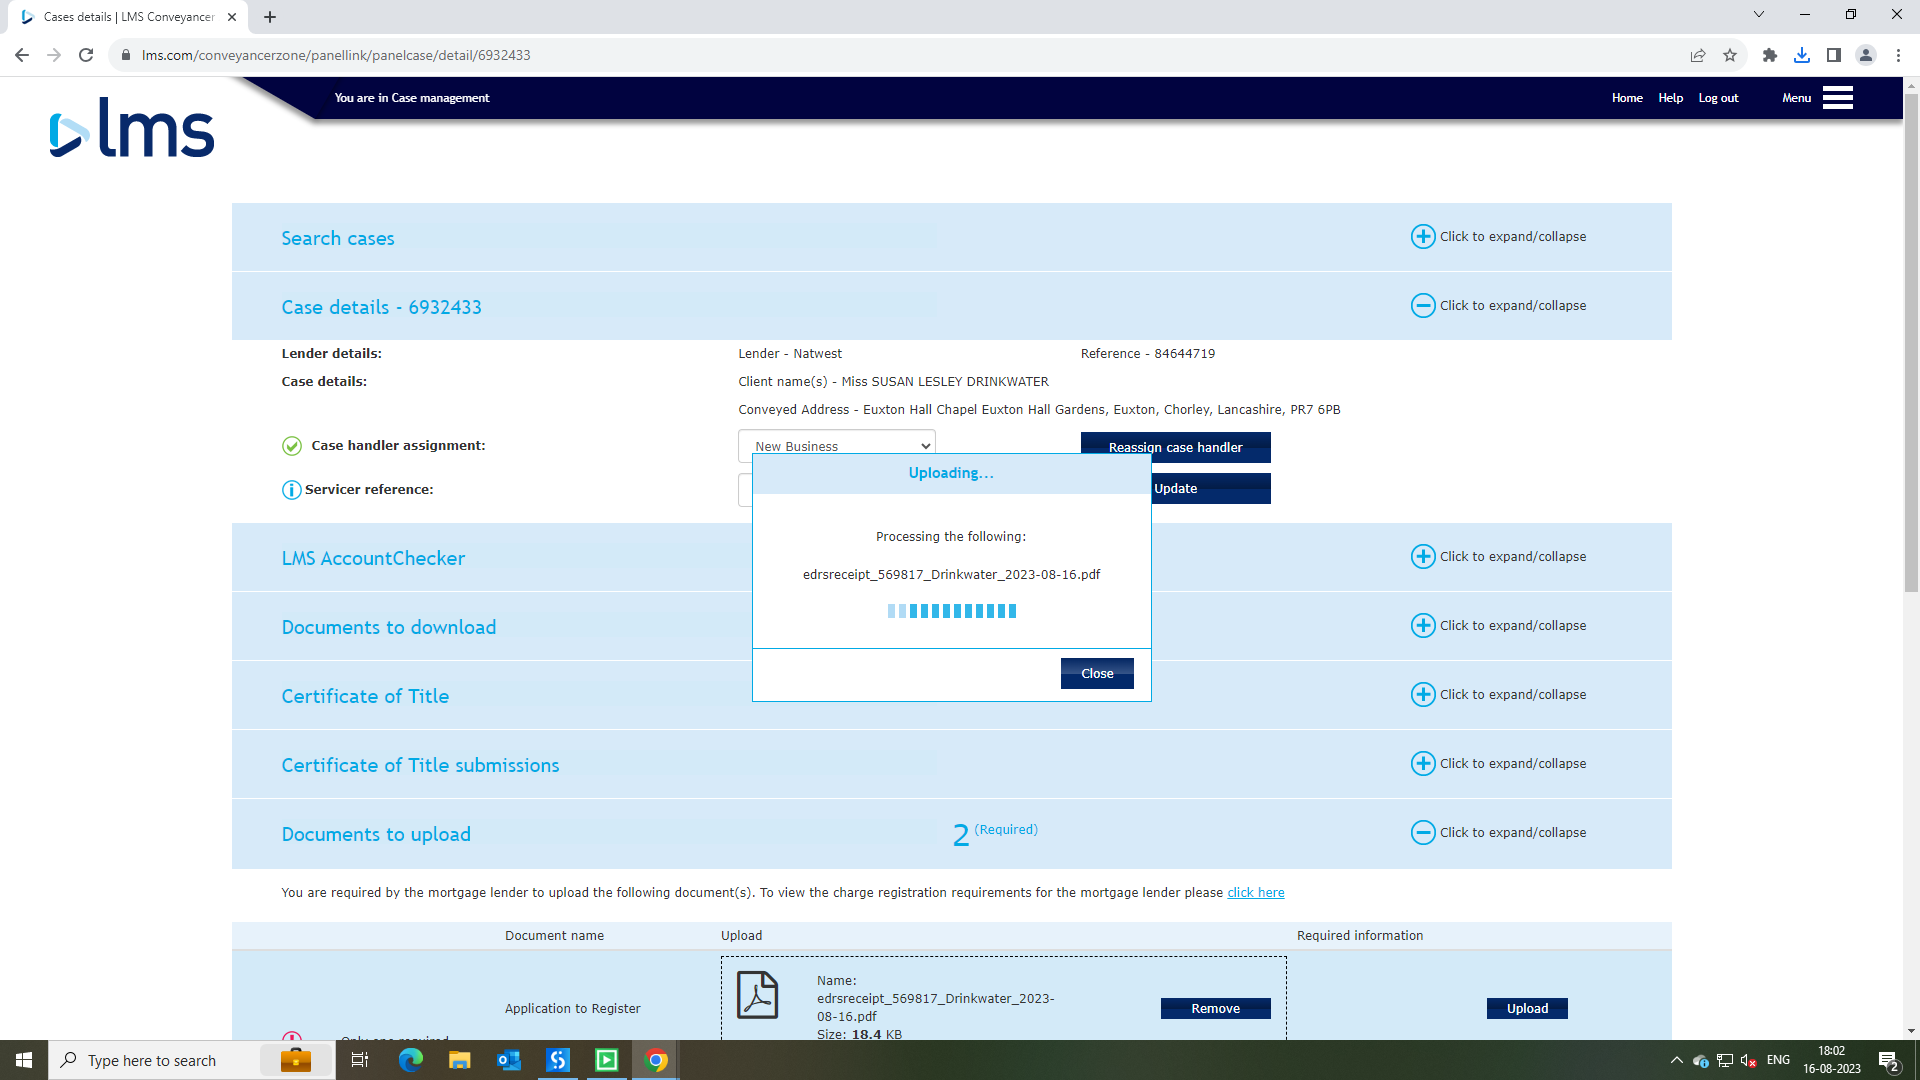 Cases details | LMS Conveyancer
lms.com/conveyancerzone/panellink/panelcase/detail/6932433
You are in Case management
Home
Help
Log out
Menu
lms
Search cases
Click to expand/collapse
Case details - 6932433
Click to expand/collapse
Lender details:
Lender - Natwest
Reference - 84644719
Case details:
Client name(s) - Miss SUSAN LESLEY DRINKWATER
Conveyed Address - Euxton Hall Chapel Euxton Hall Gardens, Euxton, Chorley, Lancashire, PR7 6PB
Case handler assignment:
New Business
Reassign case handler
Servicer reference:
Update
Uploading...
Processing the following:
edrsreceipt_569817_Drinkwater_2023-08-16.pdf
Close
LMS AccountChecker
Click to expand/collapse
Documents to download
Click to expand/collapse
Certificate of Title
Click to expand/collapse
Certificate of Title submissions
Click to expand/collapse
Documents to upload
2 (Required)
Click to expand/collapse
You are required by the mortgage lender to upload the following document(s). To view the charge registration requirements for the mortgage lender please click here
Document name
Upload
Required information
Application to Register
Name:
edrsreceipt_569817_Drinkwater_2023-
08-16.pdf
Size: 18.4 KB
Remove
Upload
Only one required
Type here to search
ENG
18:02
16-08-2023
2